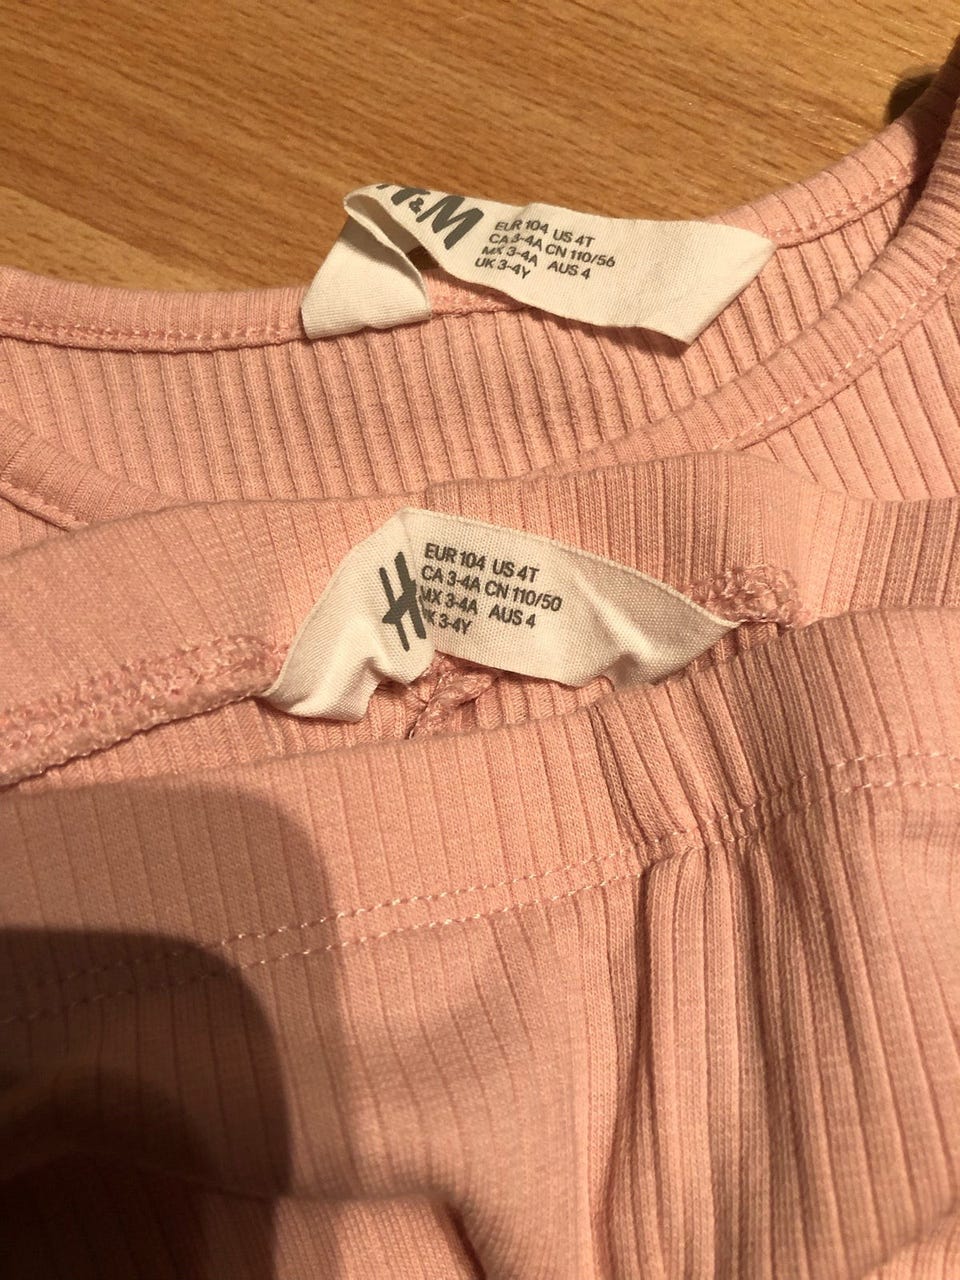 H&M
EUR 104 US 4T
CA 3-4A CN 110/56
MX 3-4A AUS 4
UK 3-4Y
H
EUR 104 US 4T
CA 3-4A CN 110/50
MX 3-4A AUS 4
UK 3-4Y